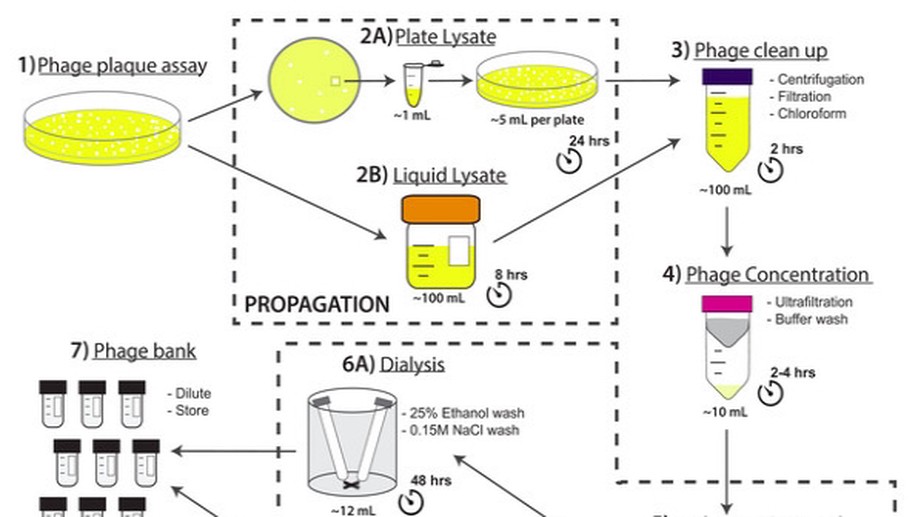 1) Phage plaque assay
2A) Plate Lysate
~1 mL
~5 mL per plate
24 hrs
2B) Liquid Lysate
~100 mL
8 hrs
PROPAGATION
3) Phage clean up
- Centrifugation
- Filtration
- Chloroform
2 hrs
~100 mL
4) Phage Concentration
- Ultrafiltration
- Buffer wash
2-4 hrs
~10 mL
6A) Dialysis
- 25% Ethanol wash
- 0.15M NaCl wash
48 hrs
~12 mL
7) Phage bank
- Dilute
- Store